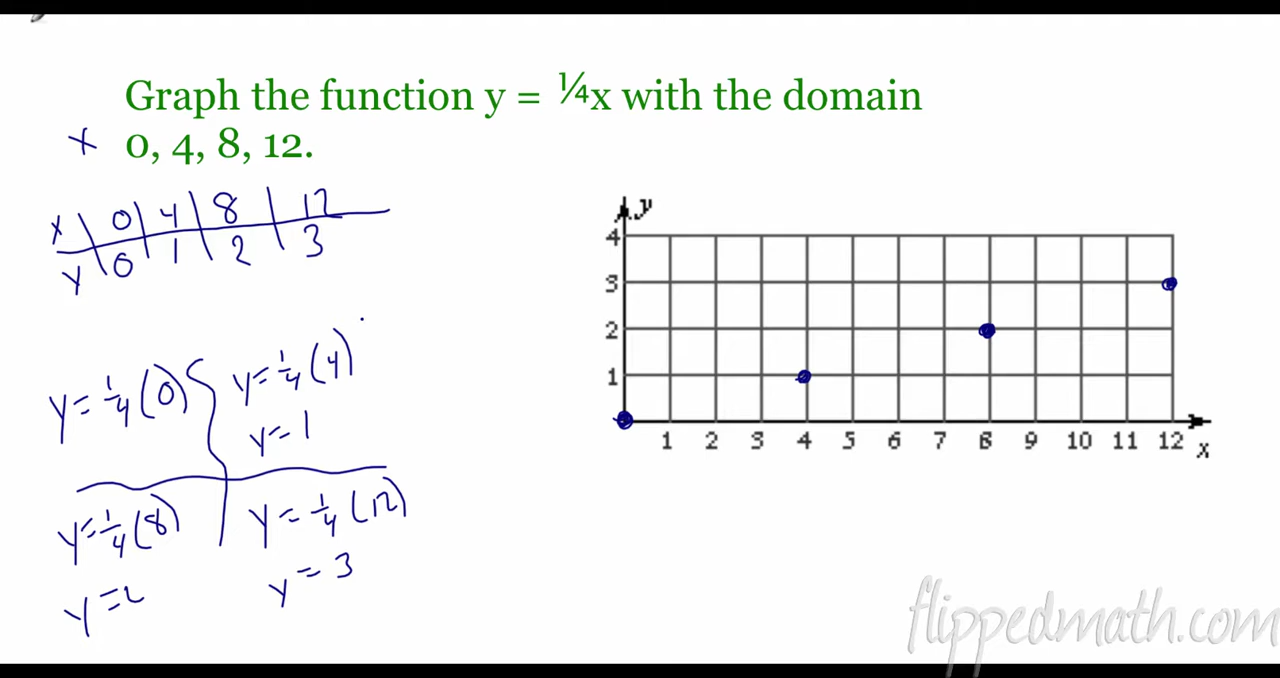 Graph the function y = ¼x with the domain
x 0, 4, 8, 12.
x 0 4 8 12
y 0 1 2 3
y = 1/4 (0)
y = 1/4 (4)
y = 1
y = 1/4 (8)
y = 2
y = 1/4 (12)
y = 3
y
4
3
2
1
1 2 3 4 5 6 7 8 9 10 11 12
x
flippedmath.com